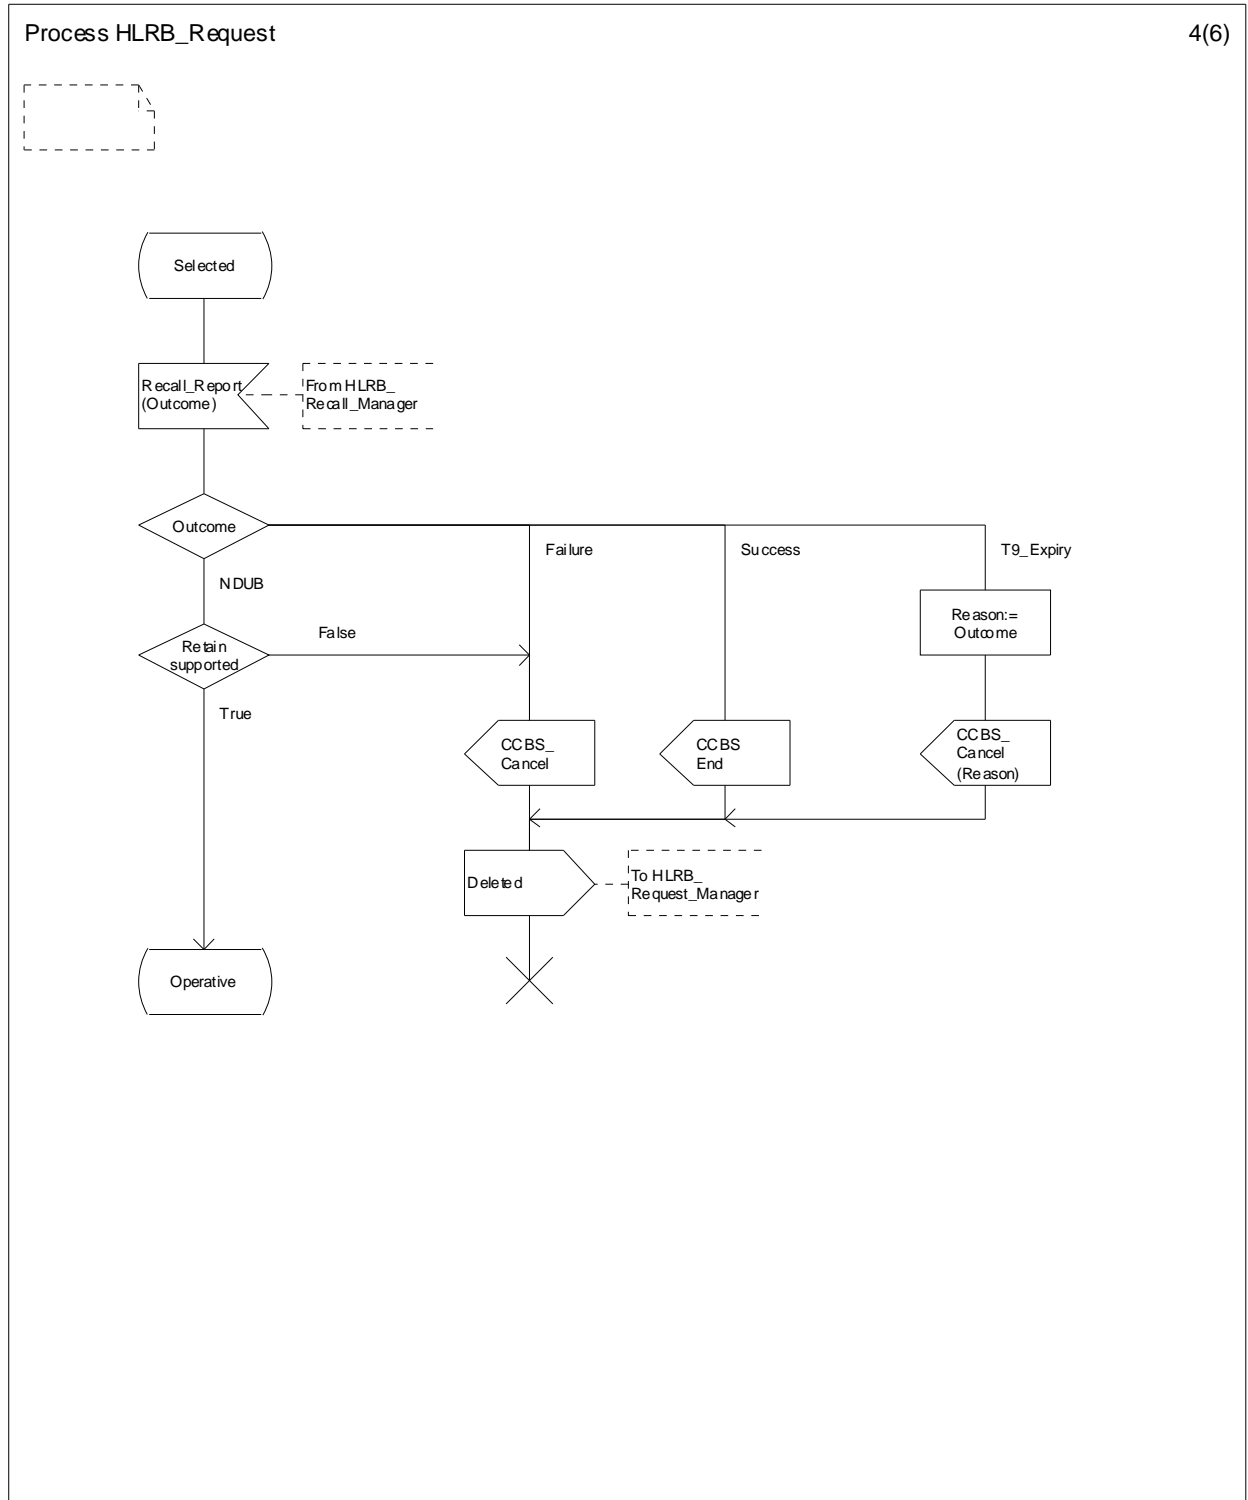 Process HLRB_Request
4(6)
Selected
Recall_Report
(Outcome)
From HLRB_
Recall_Manager
Outcome
Failure
Success
T9_Expiry
NDUB
Reason:=
Outcome
False
Retain
supported
True
CCBS_
Cancel
CCBS
End
CCBS_
Cancel
(Reason)
Deleted
To HLRB_
Request_Manager
Operative